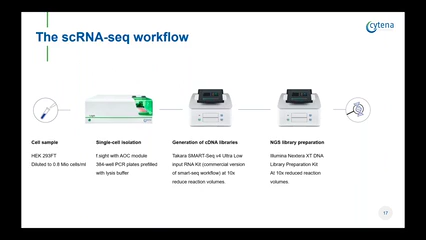 cytena
The scRNA-seq workflow
Cell sample
HEK 293FT
Diluted to 0.8 Mio cells/ml
Single-cell isolation
f.sight with AOC module
384-well PCR plates prefilled
with lysis buffer
Generation of cDNA libraries
Takara SMART-Seq v4 Ultra Low
input RNA Kit (commercial version
of smart-seq workflow) at 10x
reduce reaction volumes.
NGS library preparation
Illumina Nextera XT DNA
Library Preparation Kit
At 10x reduced reaction
volumes.
17